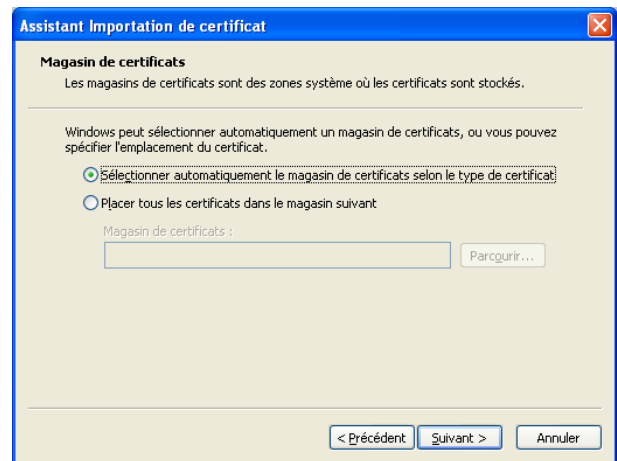 Assistant Importation de certificat
Magasin de certificats
Les magasins de certificats sont des zones système où les certificats sont stockés.
Windows peut sélectionner automatiquement un magasin de certificats, ou vous pouvez
spécifier l'emplacement du certificat.
Sélectionner automatiquement le magasin de certificats selon le type de certificat
Placer tous les certificats dans le magasin suivant
Magasin de certificats :
Parcourir...
< Précédent Suivant > Annuler